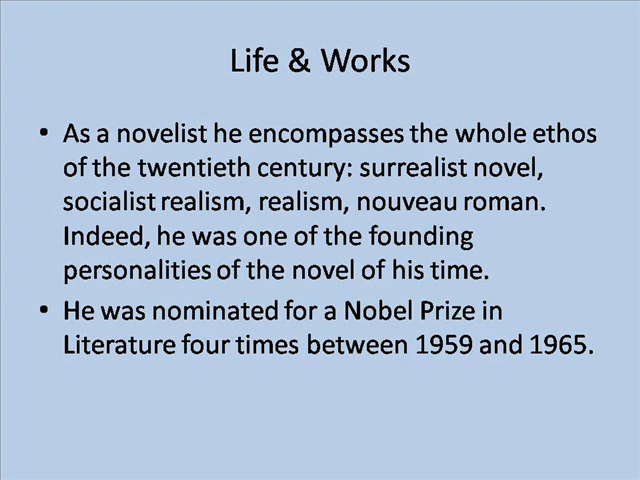 Life & Works
• As a novelist he encompasses the whole ethos
of the twentieth century: surrealist novel,
socialist realism, realism, nouveau roman.
Indeed, he was one of the founding
personalities of the novel of his time.
• He was nominated for a Nobel Prize in
Literature four times between 1959 and 1965.